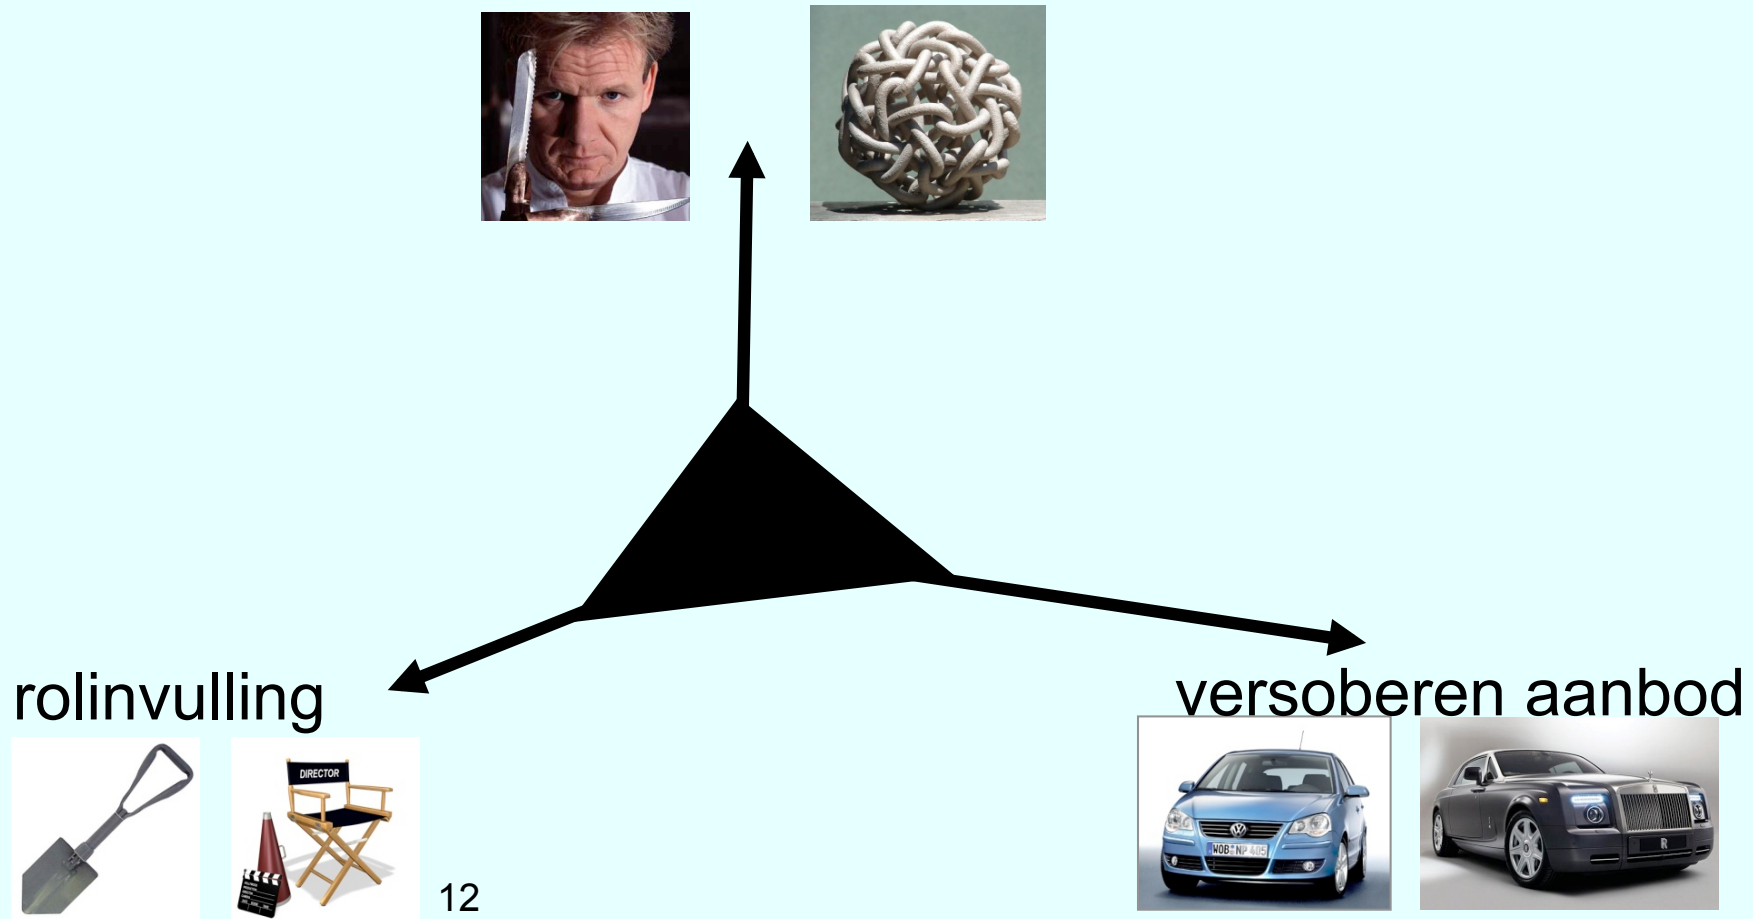 rolinvulling
versoberen aanbod
DIRECTOR
WOB NP 405
R
12